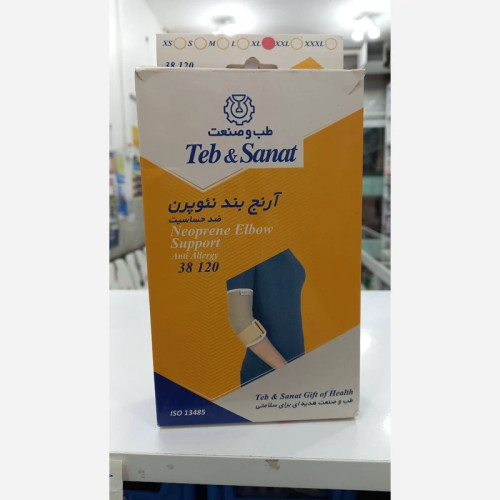 XS S M L XL XXL XXXL
38 120
طب و صنعت
Teb & Sanat
آرنج بند نئوپرن
ضد حساسیت
Neoprene Elbow
Support
Anti Allergy
38 120
Teb & Sanat Gift of Health
طب و صنعت هدیه ای برای سلامتی
ISO 13485